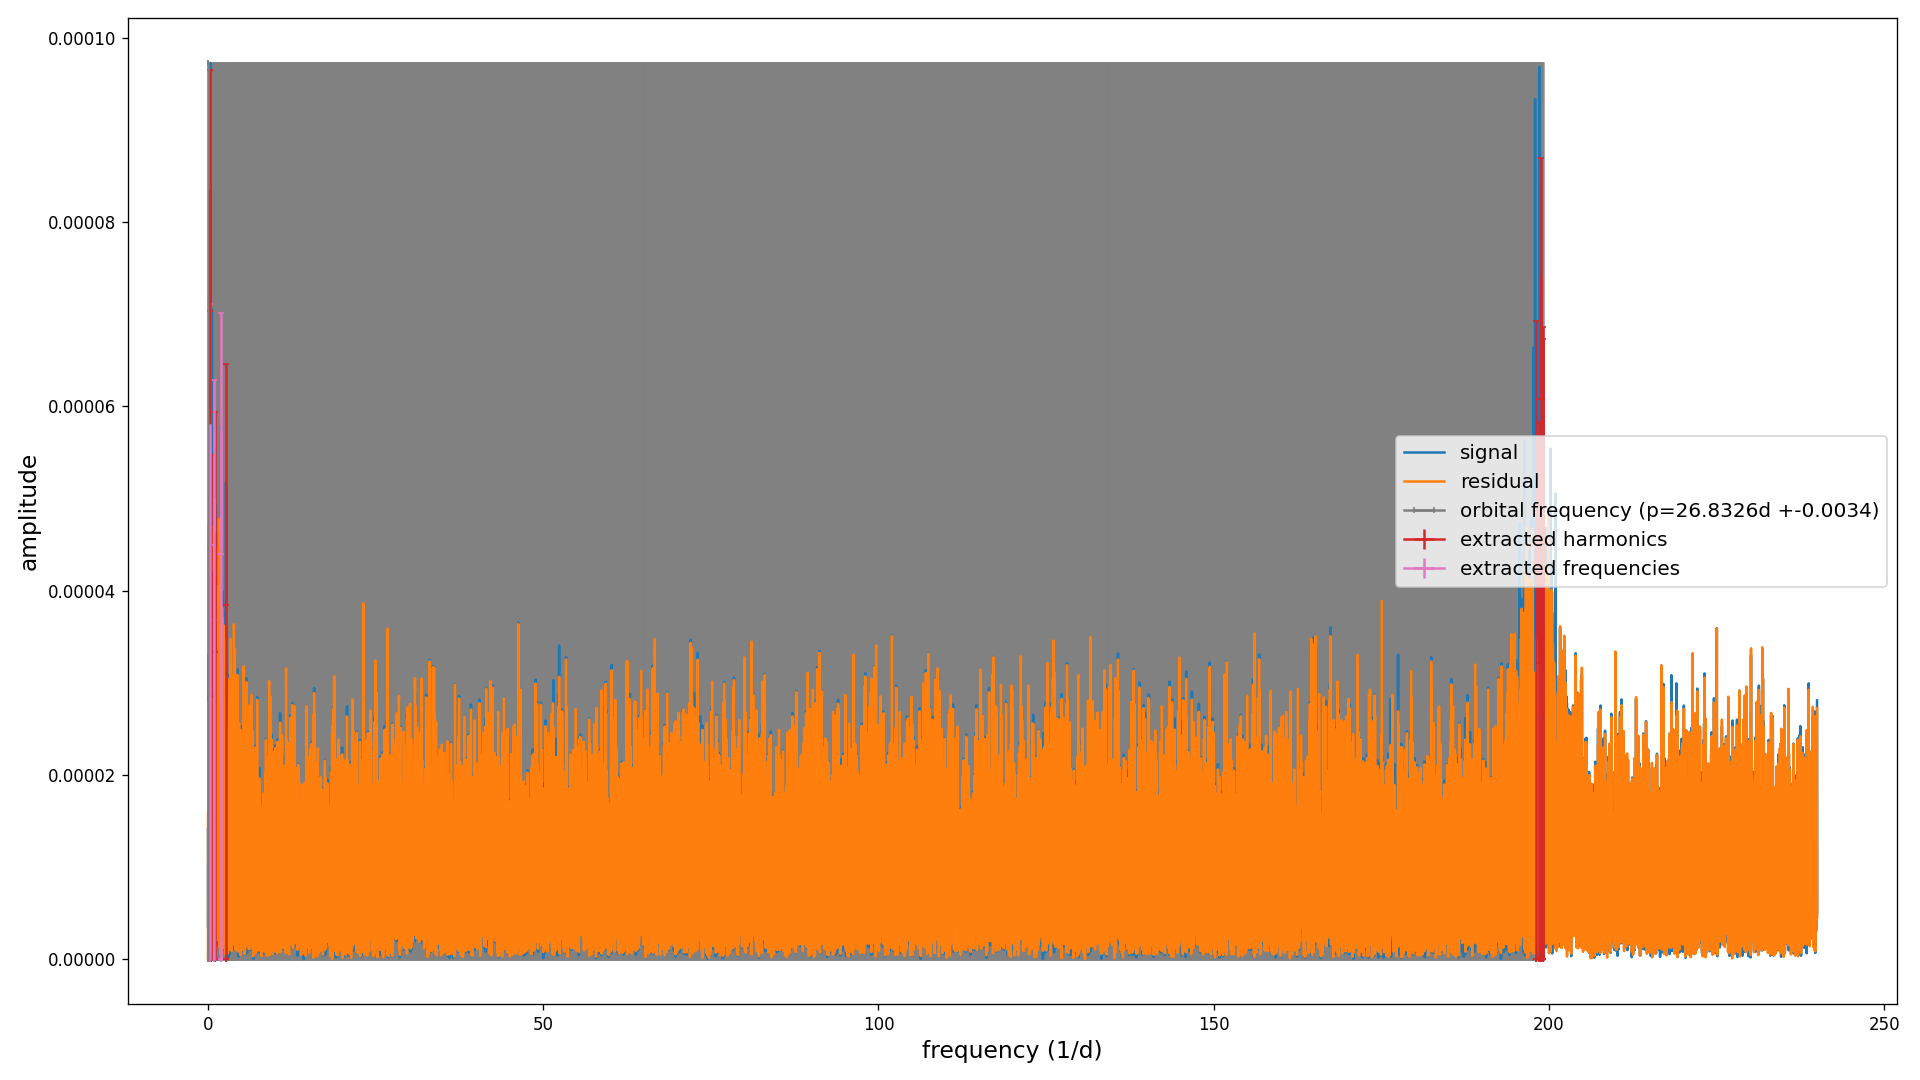 0.00010
0.00008
0.00006
0.00004
0.00002
0.00000
amplitude
signal
residual
orbital frequency (p=26.8326d +-0.0034)
extracted harmonics
extracted frequencies
0 50 100 150 200 250
frequency (1/d)